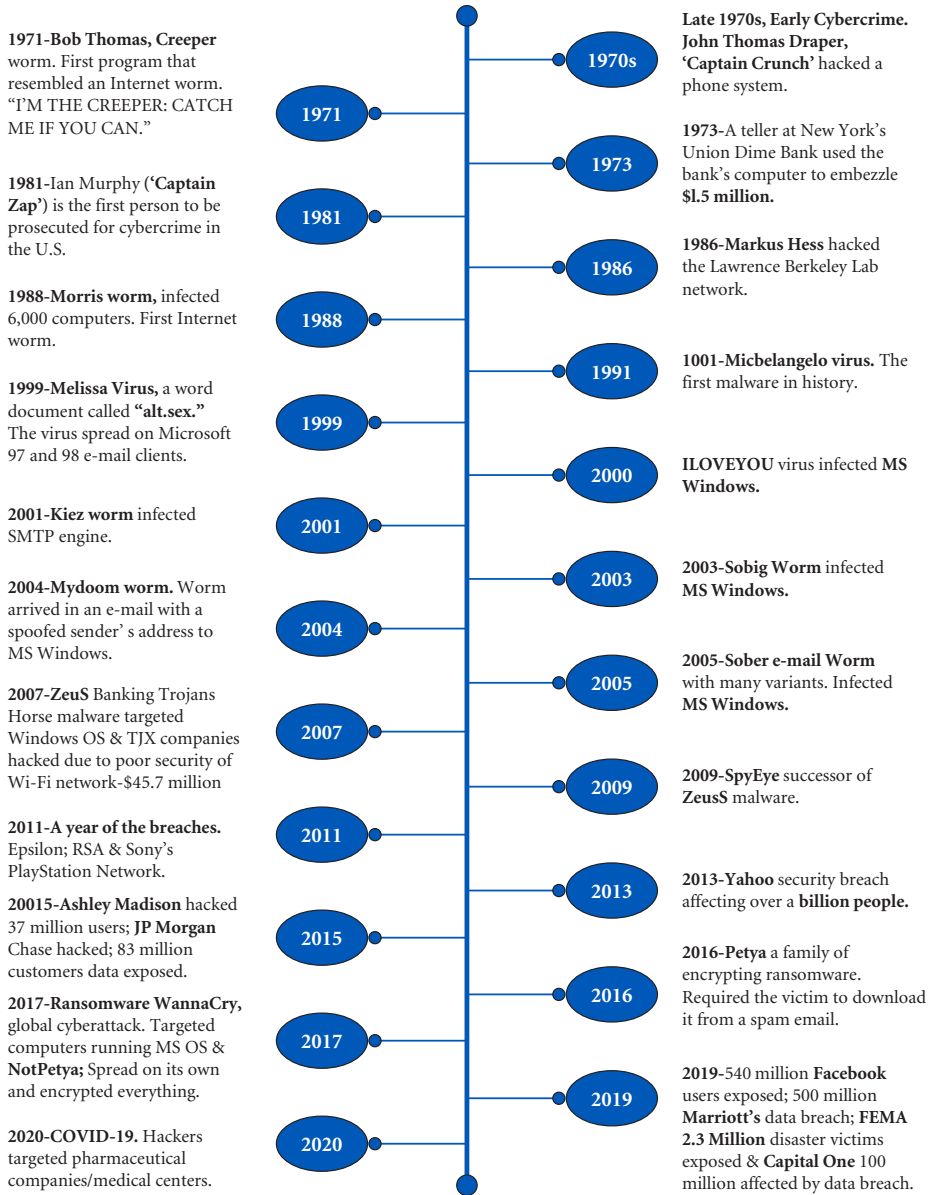 Late 1970s, Early Cybercrime.
John Thomas Draper,
‘Captain Crunch’ hacked a
phone system.
1970s
1971-Bob Thomas, Creeper
worm. First program that
resembled an Internet worm.
“I’M THE CREEPER: CATCH
ME IF YOU CAN.”
1971
1973-A teller at New York’s
Union Dime Bank used the
bank’s computer to embezzle
$l.5 million.
1973
1981-Ian Murphy (‘Captain
Zap’) is the first person to be
prosecuted for cybercrime in
the U.S.
1981
1986-Markus Hess hacked
the Lawrence Berkeley Lab
network.
1986
1988-Morris worm, infected
6,000 computers. First Internet
worm.
1988
1001-Micbelangelo virus. The
first malware in history.
1991
1999-Melissa Virus, a word
document called “alt.sex.”
The virus spread on Microsoft
97 and 98 e-mail clients.
1999
ILOVEYOU virus infected MS
Windows.
2000
2001-Kiez worm infected
SMTP engine.
2001
2003-Sobig Worm infected
MS Windows.
2003
2004-Mydoom worm. Worm
arrived in an e-mail with a
spoofed sender’ s address to
MS Windows.
2004
2005-Sober e-mail Worm
with many variants. Infected
MS Windows.
2005
2007-ZeuS Banking Trojans
Horse malware targeted
Windows OS & TJX companies
hacked due to poor security of
Wi-Fi network-$45.7 million
2007
2009-SpyEye successor of
ZeusS malware.
2009
2011-A year of the breaches.
Epsilon; RSA & Sony’s
PlayStation Network.
2011
2013-Yahoo security breach
affecting over a billion people.
2013
20015-Ashley Madison hacked
37 million users; JP Morgan
Chase hacked; 83 million
customers data exposed.
2015
2016-Petya a family of
encrypting ransomware.
Required the victim to download
it from a spam email.
2016
2017-Ransomware WannaCry,
global cyberattack. Targeted
computers running MS OS &
NotPetya; Spread on its own
and encrypted everything.
2017
2019-540 million Facebook
users exposed; 500 million
Marriott’s data breach; FEMA
2.3 Million disaster victims
exposed & Capital One 100
million affected by data breach.
2019
2020-COVID-19. Hackers
targeted pharmaceutical
companies/medical centers.
2020